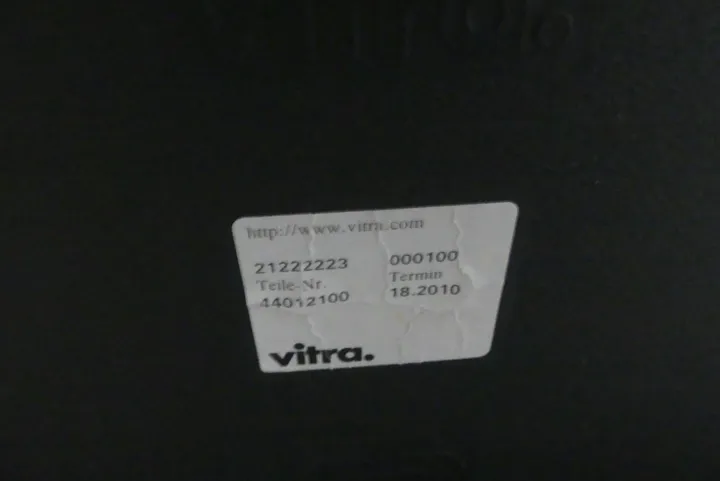 http://www.vitra.com
21222223 000100
Teile-Nr. Termin
44012100 18.2010
vitra.